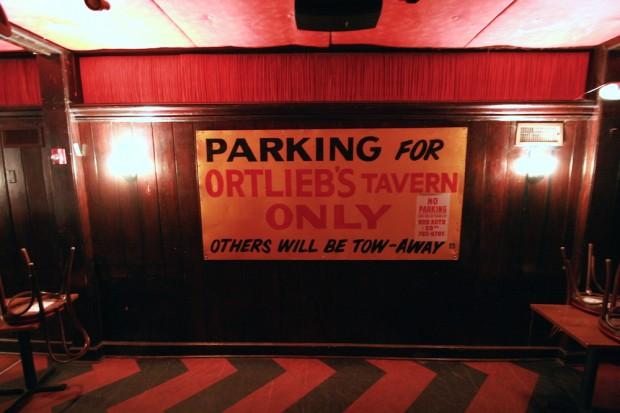 PARKING FOR
ORTLIEB'S TAVERN
ONLY
OTHERS WILL BE TOW-AWAY
NO
PARKING